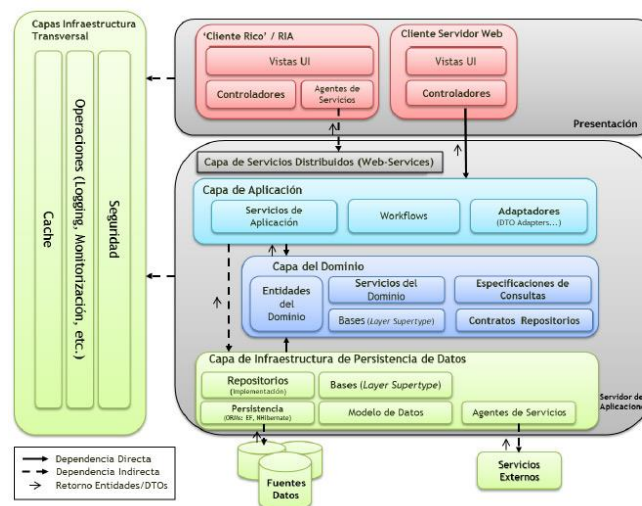 Capas Infraestructura
Transversal
Cache
Operaciones (Logging, Monitorización, etc.)
Seguridad
'Cliente Rico' / RIA
Vistas UI
Controladores
Agentes de
Servicios
Cliente Servidor Web
Vistas UI
Controladores
Presentación
Capa de Servicios Distribuidos (Web-Services)
Capa de Aplicación
Servicios de
Aplicación
Workflows
Adaptadores
(DTO Adapters...)
Capa del Dominio
Entidades
del
Dominio
Servicios del Dominio
Especificaciones de
Consultas
Bases (Layer Supertype)
Contratos Repositorios
Capa de Infraestructura de Persistencia de Datos
Repositorios
(Implementación)
Bases (Layer Supertype)
Persistencia
(ORMs: EF, NHibernate)
Modelo de Datos
Agentes de Servicios
Servidor de
Aplicacione
Fuentes
Datos
Servicios
Externos
Dependencia Directa
Dependencia Indirecta
Retorno Entidades/DTOs